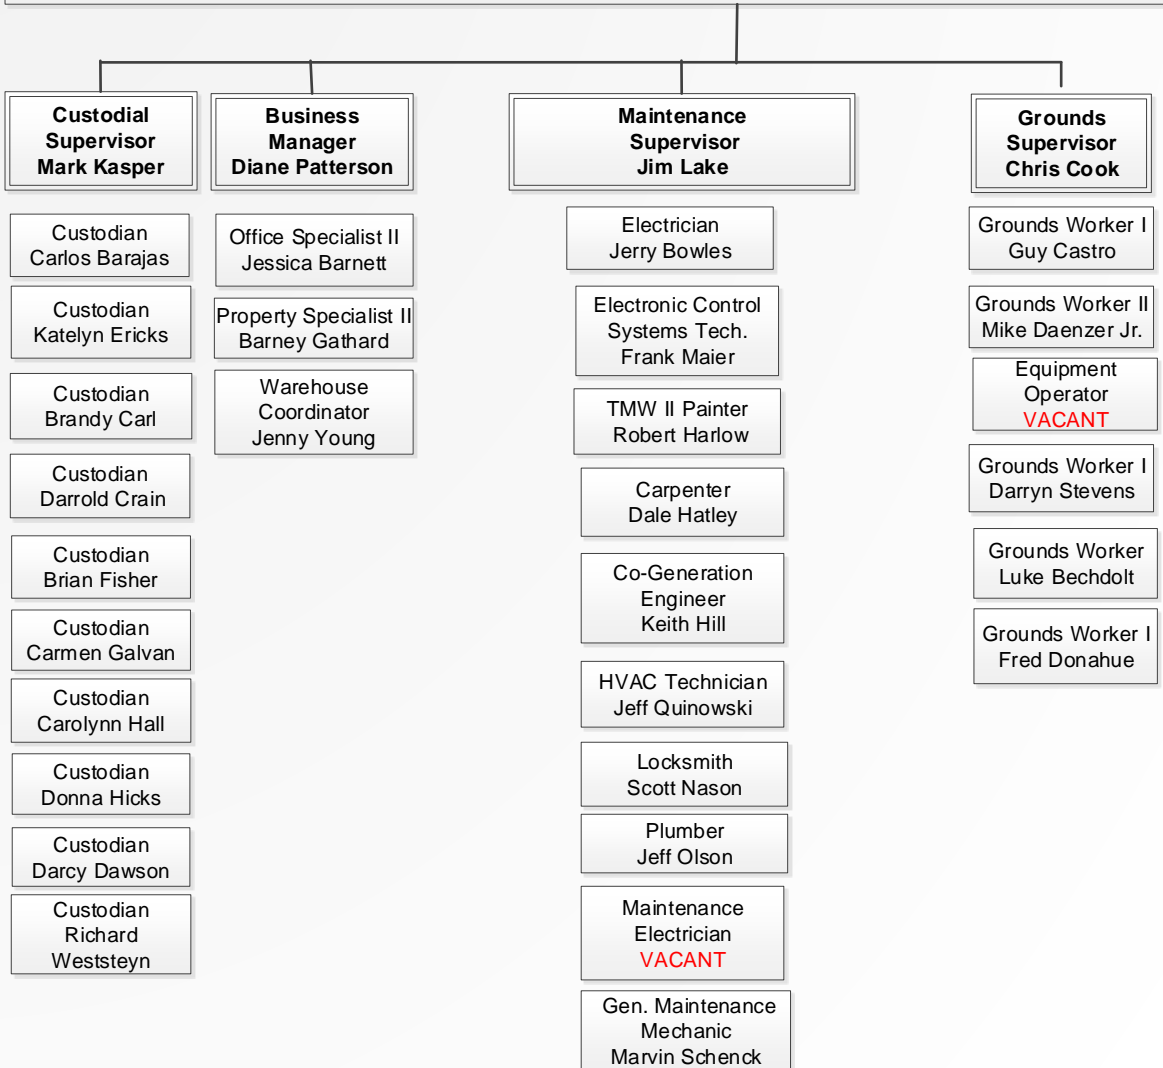 Custodial
Supervisor
Mark Kasper
Custodian
Carlos Barajas
Custodian
Katelyn Ericks
Custodian
Brandy Carl
Custodian
Darrold Crain
Custodian
Brian Fisher
Custodian
Carmen Galvan
Custodian
Carolynn Hall
Custodian
Donna Hicks
Custodian
Darcy Dawson
Custodian
Richard
Weststeyn
Business
Manager
Diane Patterson
Office Specialist II
Jessica Barnett
Property Specialist II
Barney Gathard
Warehouse
Coordinator
Jenny Young
Maintenance
Supervisor
Jim Lake
Electrician
Jerry Bowles
Electronic Control
Systems Tech.
Frank Maier
TMW II Painter
Robert Harlow
Carpenter
Dale Hatley
Co-Generation
Engineer
Keith Hill
HVAC Technician
Jeff Quinowski
Locksmith
Scott Nason
Plumber
Jeff Olson
Maintenance
Electrician
VACANT
Gen. Maintenance
Mechanic
Marvin Schenck
Grounds
Supervisor
Chris Cook
Grounds Worker I
Guy Castro
Grounds Worker II
Mike Daenzer Jr.
Equipment
Operator
VACANT
Grounds Worker I
Darryn Stevens
Grounds Worker
Luke Bechdolt
Grounds Worker I
Fred Donahue